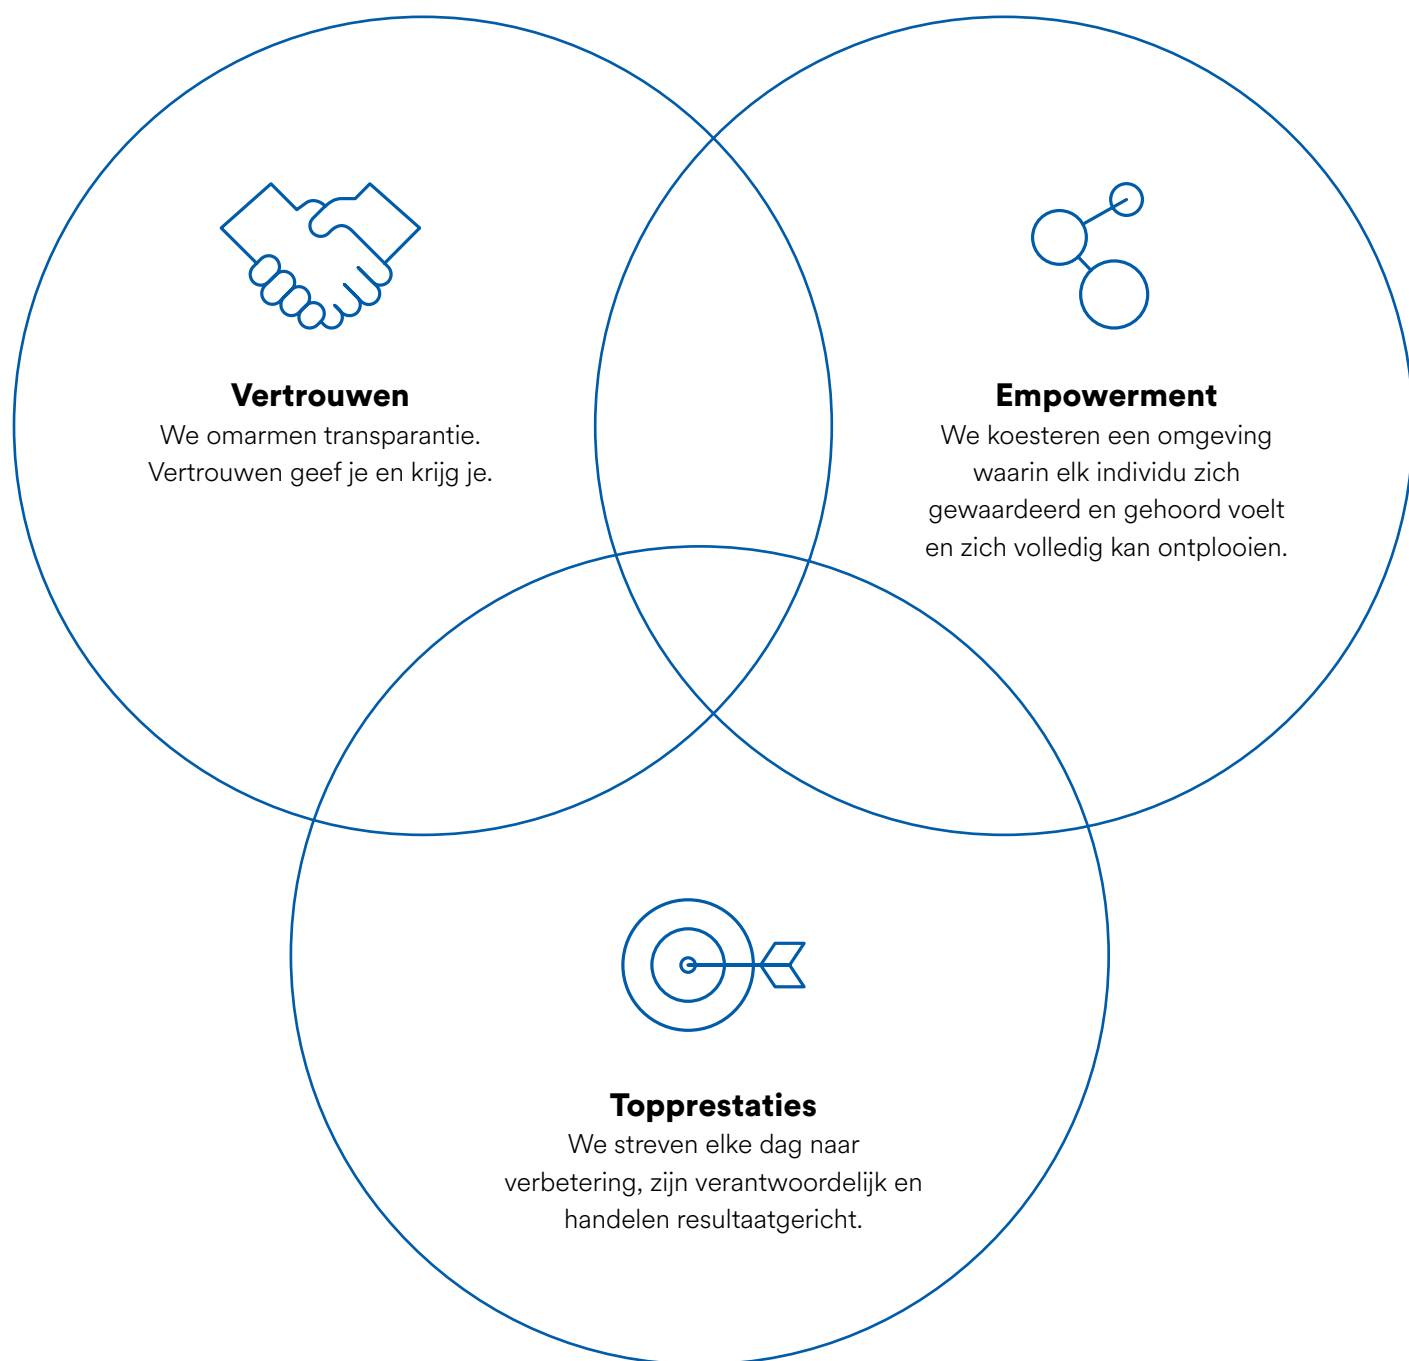 Vertrouwen
We omarmen transparantie.
Vertrouwen geef je en krijg je.
Empowerment
We koesteren een omgeving
waarin elk individu zich
gewaardeerd en gehoord voelt
en zich volledig kan ontplooien.
Topprestaties
We streven elke dag naar
verbetering, zijn verantwoordelijk en
handelen resultaatgericht.